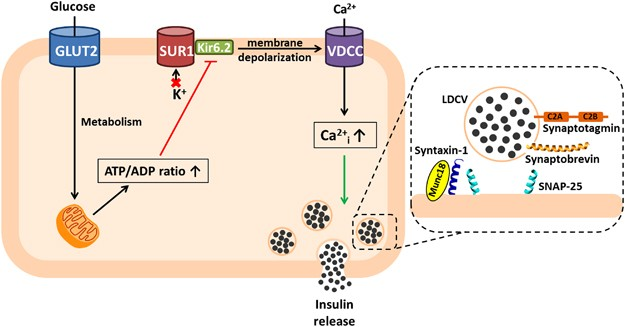 Glucose
Ca²⁺
GLUT2
SUR1
Kir6.2
membrane
depolarization
VDCC
K⁺
Metabolism
Ca²⁺ᵢ ↑
ATP/ADP ratio ↑
Insulin
release
LDCV
C2A
C2B
Synaptotagmin
Synaptobrevin
Syntaxin-1
Munc18
SNAP-25